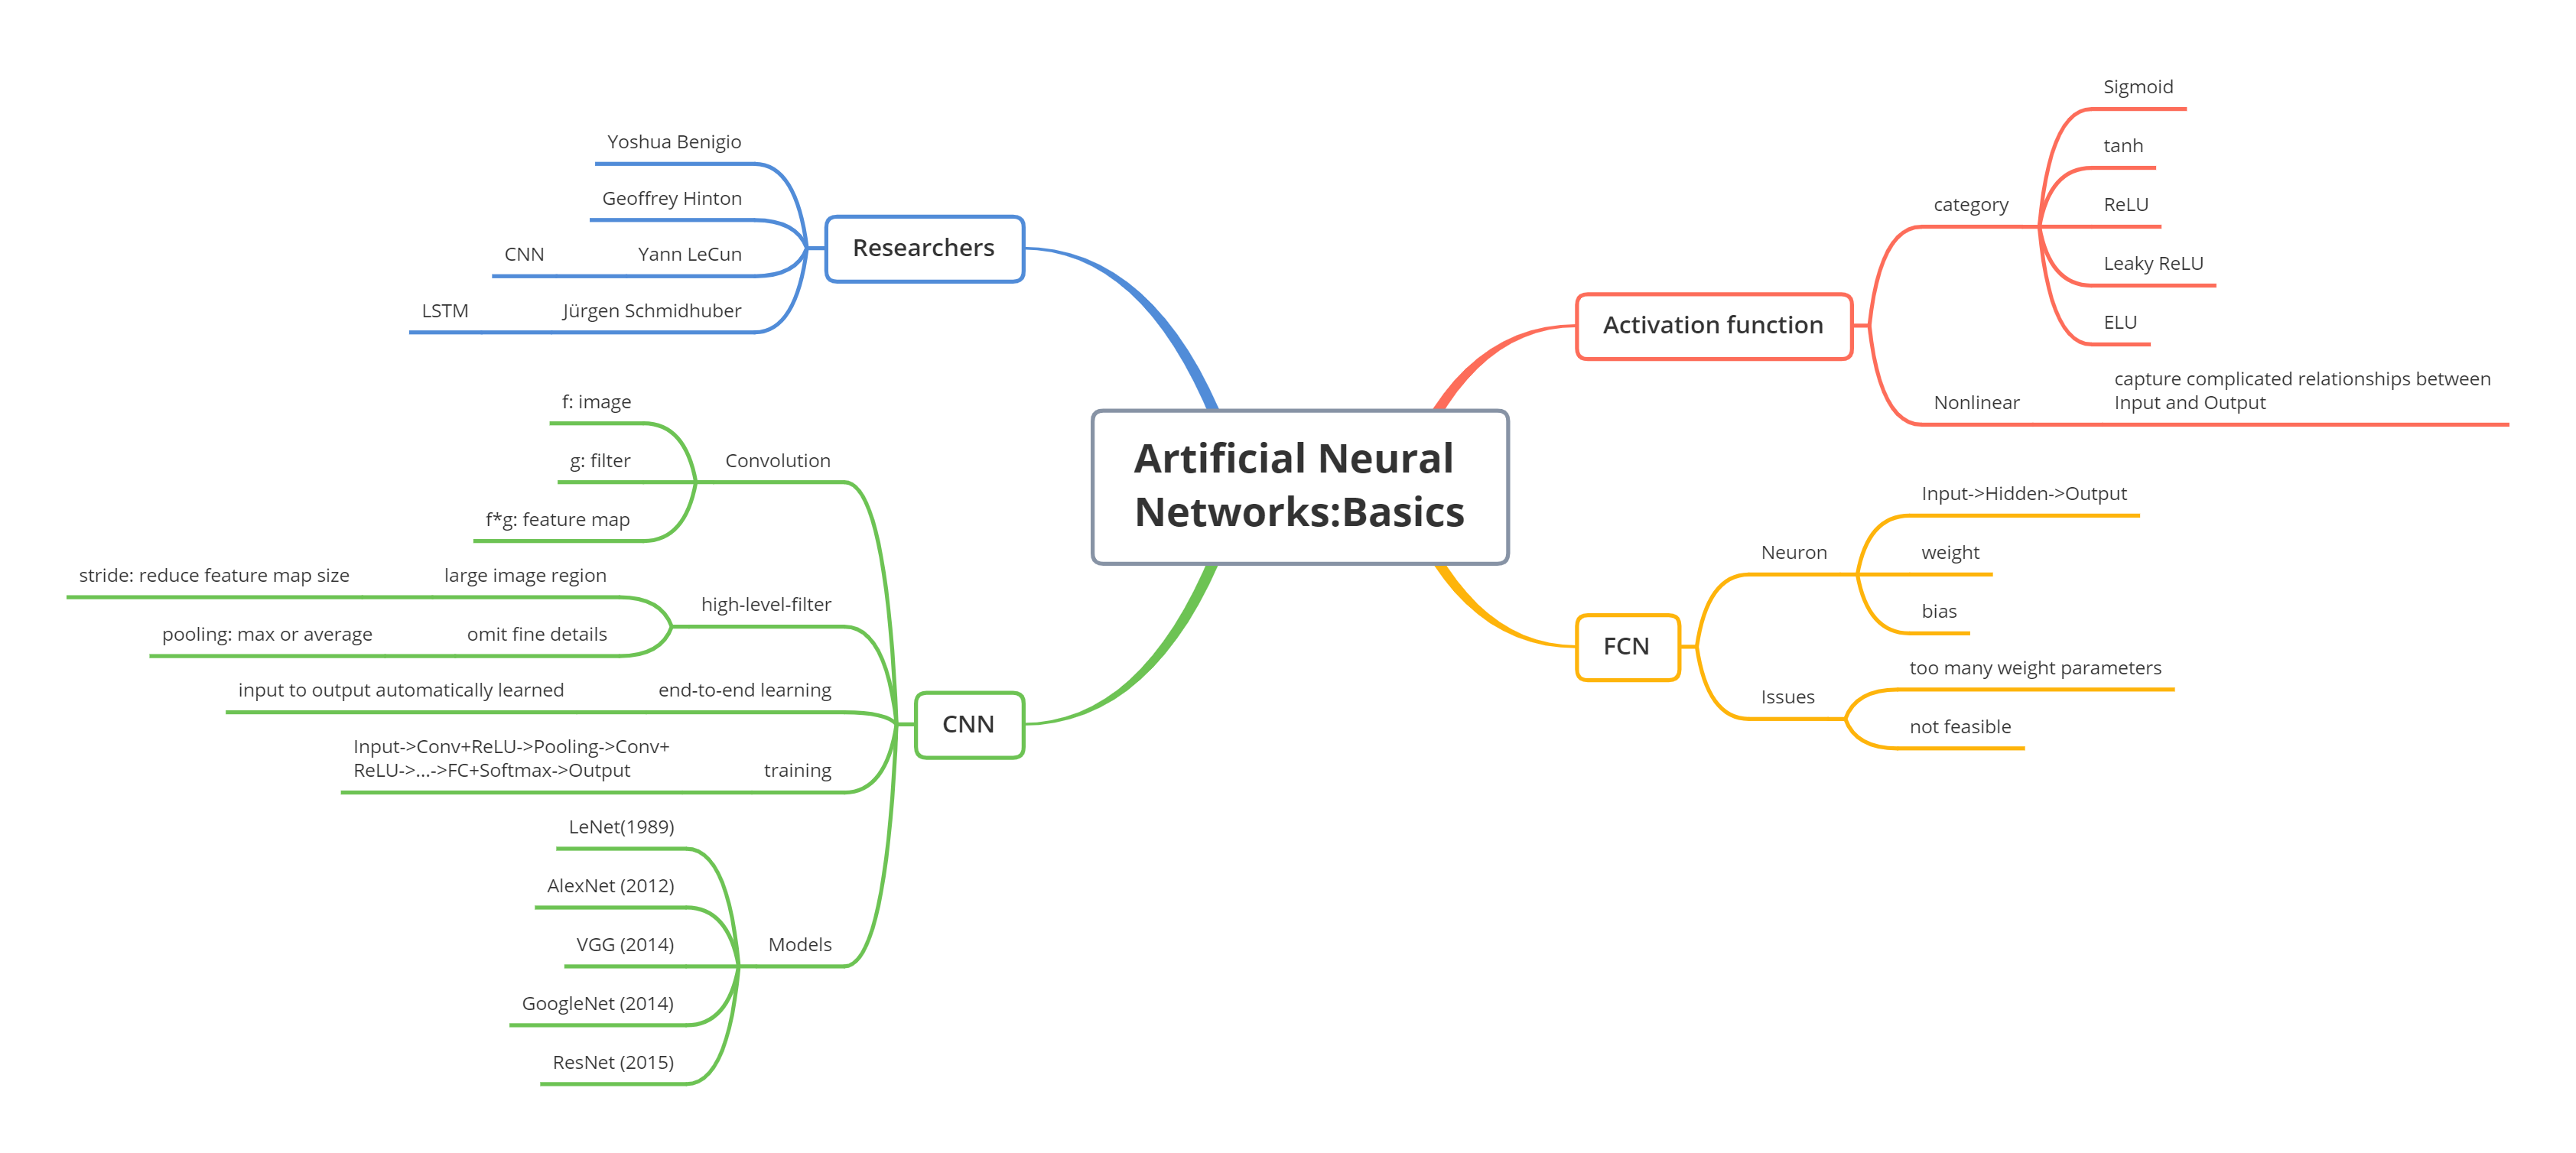 Artificial Neural
Networks:Basics
Researchers
Yoshua Benigio
Geoffrey Hinton
Yann LeCun
CNN
Jürgen Schmidhuber
LSTM
CNN
Convolution
f: image
g: filter
f*g: feature map
high-level-filter
large image region
stride: reduce feature map size
omit fine details
pooling: max or average
end-to-end learning
input to output automatically learned
training
Input->Conv+ReLU->Pooling->Conv+
ReLU->...->FC+Softmax->Output
Models
LeNet(1989)
AlexNet (2012)
VGG (2014)
GoogleNet (2014)
ResNet (2015)
Activation function
category
Sigmoid
tanh
ReLU
Leaky ReLU
ELU
Nonlinear
capture complicated relationships between
Input and Output
FCN
Neuron
Input->Hidden->Output
weight
bias
Issues
too many weight parameters
not feasible